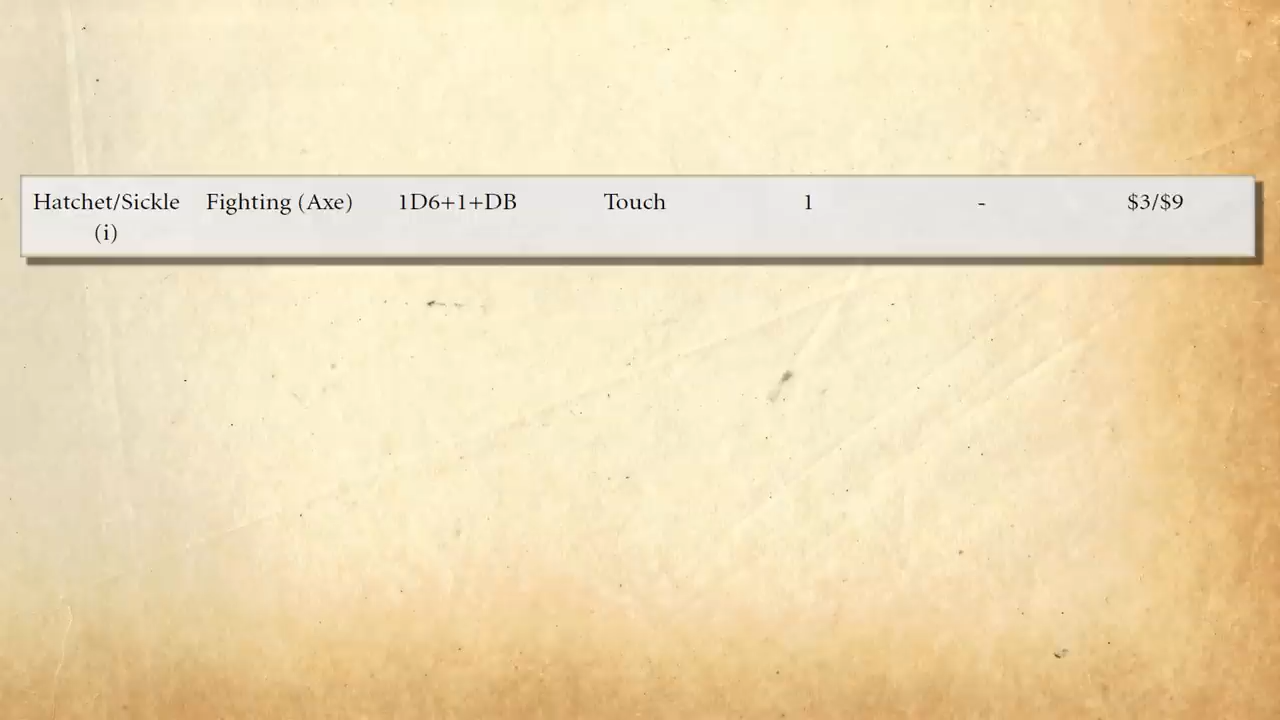 Hatchet/Sickle Fighting (Axe) 1D6+1+DB Touch 1 - $3/$9
(i)